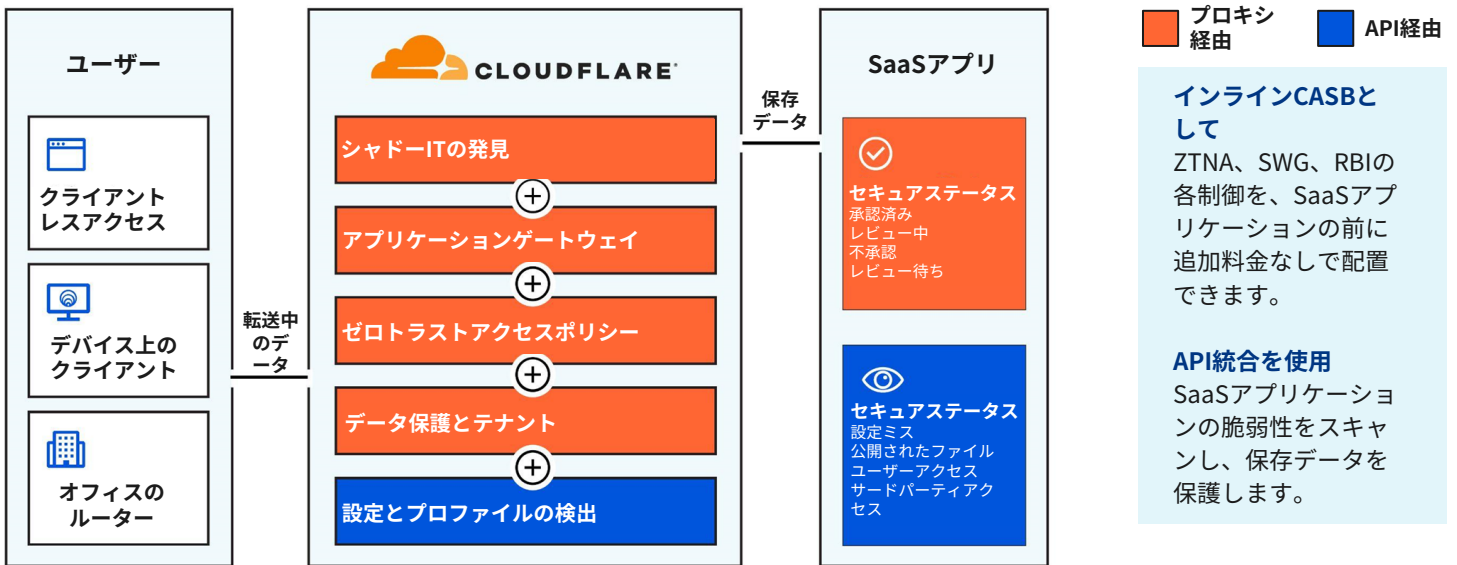 ユーザー
クライアント
レスアクセス
デバイス上の
クライアント
オフィスの
ルーター
転送中
のデ
ータ
CLOUDFLARE
シャドーITの発見
アプリケーションゲートウェイ
ゼロトラストアクセスポリシー
データ保護とテナント
設定とプロファイルの検出
保存
データ
SaaSアプリ
セキュアステータス
承認済み
レビュー中
不承認
レビュー待ち
セキュアステータス
設定ミス
公開されたファイル
ユーザーアクセス
サードパーティアク
セス
プロキシ
経由
API経由
インラインCASBと
して
ZTNA、SWG、RBIの
各制御を、SaaSアプ
リケーションの前に
追加料金なしで配置
できます。
API統合を使用
SaaSアプリケーショ
ンの脆弱性をスキャ
ンし、保存データを
保護します。